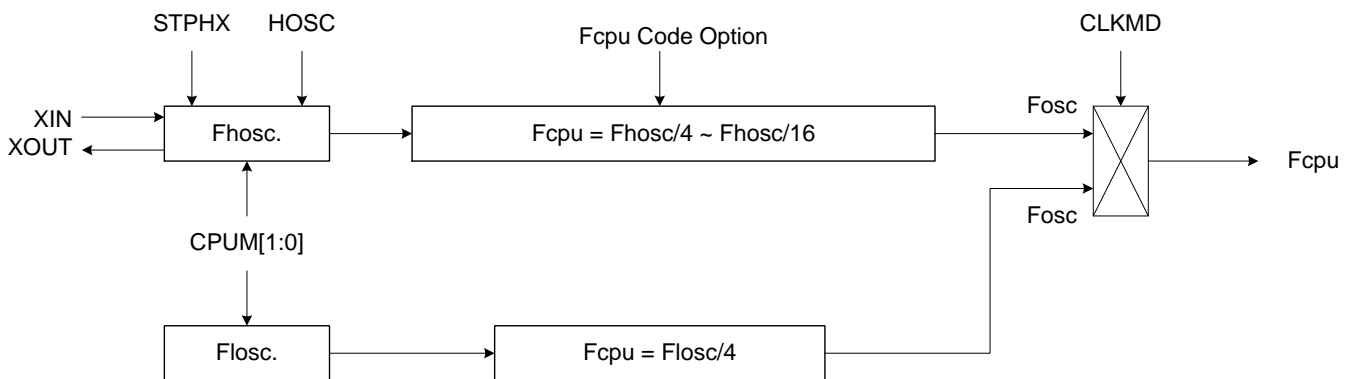 STPHX
HOSC
Fcpu Code Option
CLKMD
XIN
XOUT
Fhosc.
Fcpu = Fhosc/4 ~ Fhosc/16
Fosc
Fcpu
Fosc
CPUM[1:0]
Flosc.
Fcpu = Flosc/4